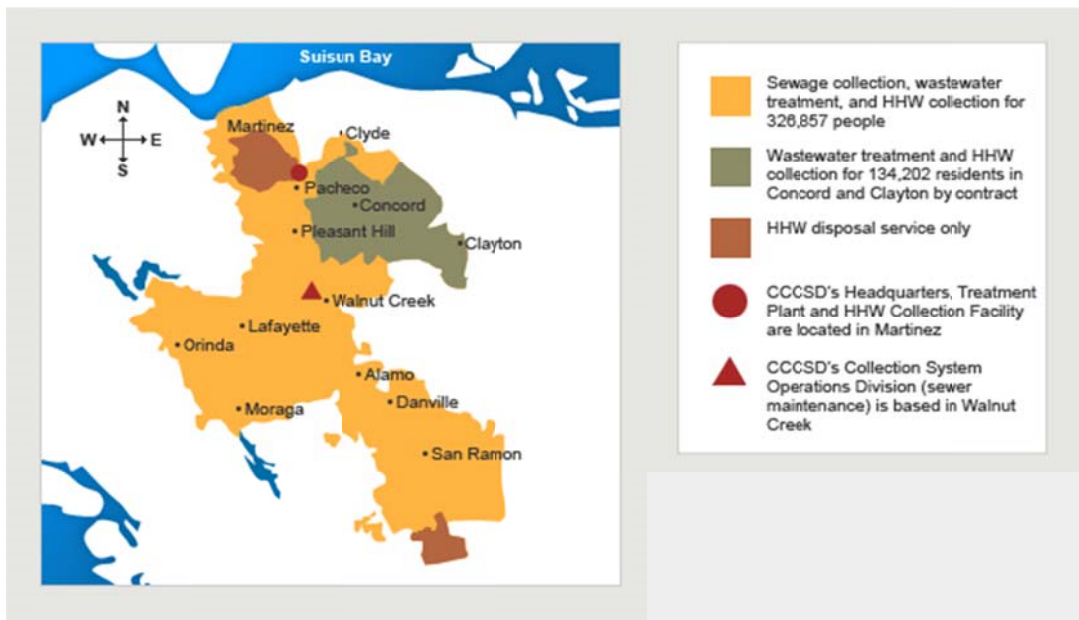 Suisun Bay
N
W E
S
Martinez
Clyde
Pacheco
Concord
Pleasant Hill
Clayton
Walnut Creek
Lafayette
Orinda
Alamo
Danville
Moraga
San Ramon
Sewage collection, wastewater
treatment, and HHW collection for
326,857 people
Wastewater treatment and HHW
collection for 134,202 residents in
Concord and Clayton by contract
HHW disposal service only
CCCSD's Headquarters, Treatment
Plant and HHW Collection Facility
are located in Martinez
CCCSD's Collection System
Operations Division (sewer
maintenance) is based in Walnut
Creek